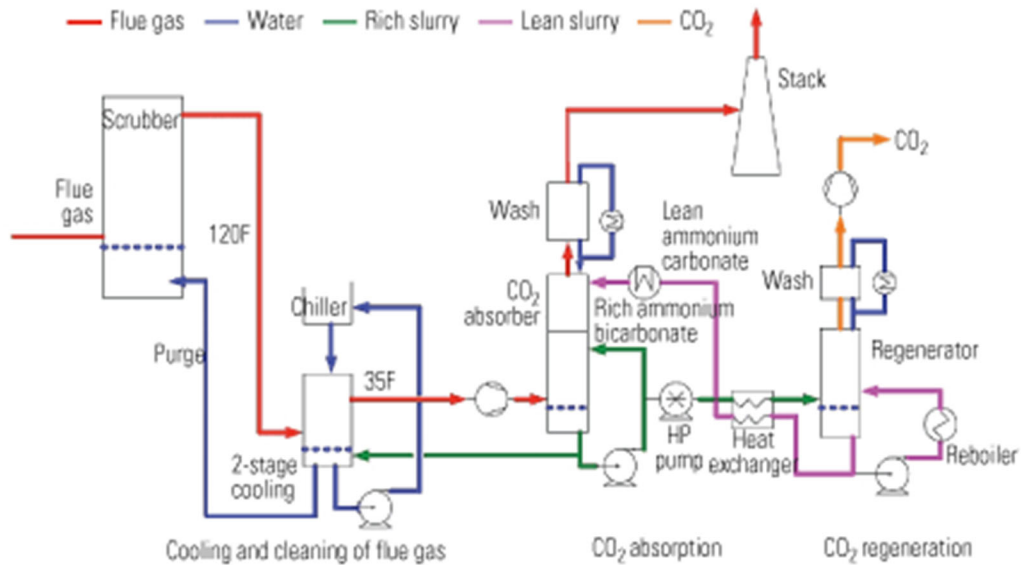 Flue gas
Water
Rich slurry
Lean slurry
CO2
Scrubber
Stack
CO2
Flue
gas
Wash
Lean
ammonium
carbonate
120F
Wash
Chiller
CO2
absorber
Rich ammonium
bicarbonate
Purge
Regenerator
35F
HP
pump
Heat
exchanger
Reboiler
2-stage
cooling
Cooling and cleaning of flue gas
CO2 absorption
CO2 regeneration